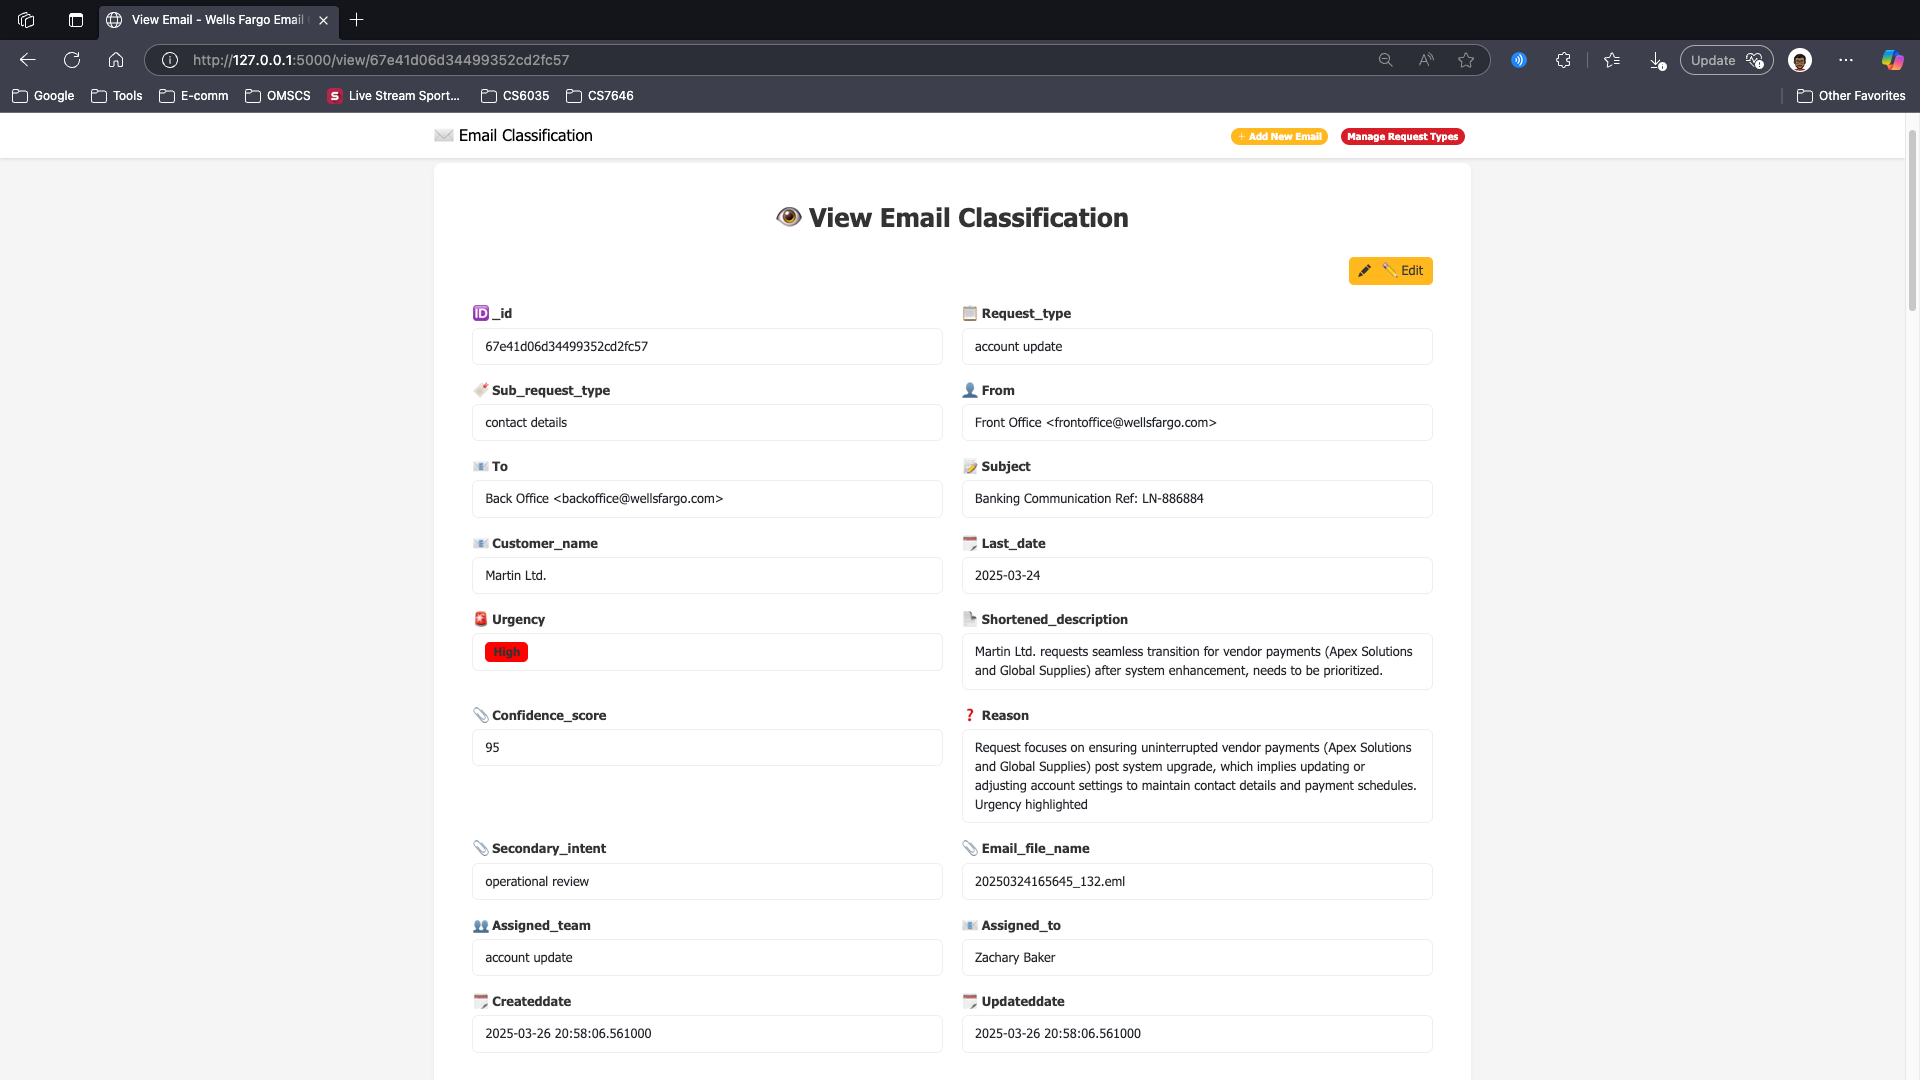 View Email - Wells Fargo Email
http://127.0.0.1:5000/view/67e41d06d34499352cd2fc57
Update
Google
Tools
E-comm
OMSCS
S Live Stream Sport...
CS6035
CS7646
Other Favorites
Email Classification
+ Add New Email
Manage Request Types
View Email Classification
Edit
ID _id
Request_type
67e41d06d34499352cd2fc57
account update
Sub_request_type
From
contact details
Front Office <frontoffice@wellsfargo.com>
To
Subject
Back Office <backoffice@wellsfargo.com>
Banking Communication Ref: LN-886884
Customer_name
Last_date
Martin Ltd.
2025-03-24
Urgency
Shortened_description
High
Martin Ltd. requests seamless transition for vendor payments (Apex Solutions
and Global Supplies) after system enhancement, needs to be prioritized.
Confidence_score
Reason
95
Request focuses on ensuring uninterrupted vendor payments (Apex Solutions
and Global Supplies) post system upgrade, which implies updating or
adjusting account settings to maintain contact details and payment schedules.
Urgency highlighted
Secondary_intent
Email_file_name
operational review
20250324165645_132.eml
Assigned_team
Assigned_to
account update
Zachary Baker
Createddate
Updateddate
2025-03-26 20:58:06.561000
2025-03-26 20:58:06.561000